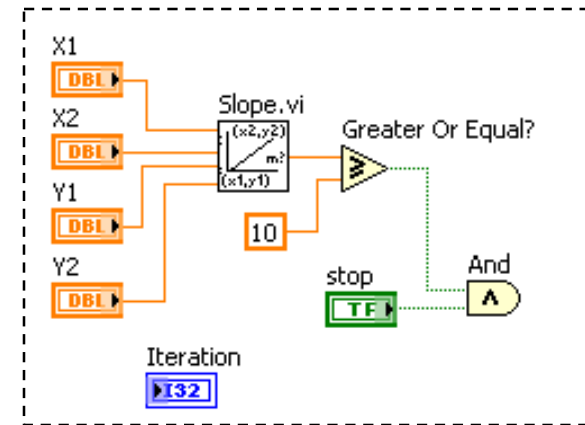 X1
DBL
X2
DBL
Y1
DBL
Y2
DBL
Slope.vi
(x2,y2)
m?
(x1,y1)
Greater Or Equal?
≥
10
stop
TF
And
∧
Iteration
I32